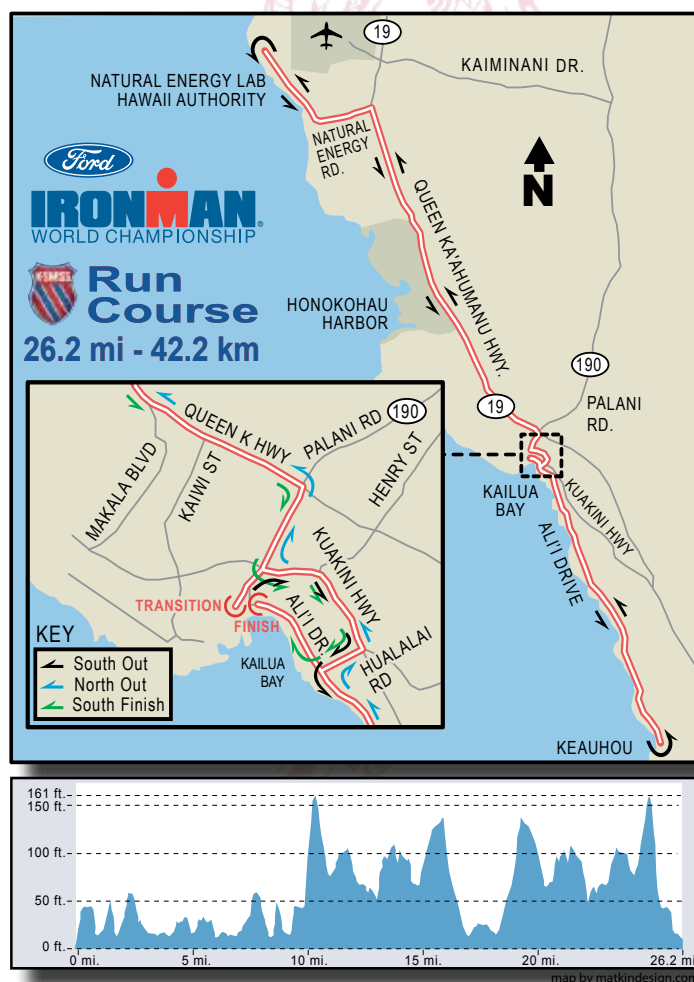 19
KAIMINANI DR.
NATURAL ENERGY LAB
HAWAII AUTHORITY
NATURAL
ENERGY
RD.
N
Ford
IRONMAN®
WORLD CHAMPIONSHIP
K·SWISS
Run
Course
26.2 mi - 42.2 km
QUEEN KA'AHUMANU HWY.
HONOKOHAU
HARBOR
190
19
PALANI
RD.
KAILUA
BAY
KUAKINI HWY
ALI'I DRIVE
KEAUHOU
QUEEN K HWY
PALANI RD
190
MAKALA BLVD
KAIWI ST
HENRY ST
KUAKINI HWY
TRANSITION
FINISH
ALI'I DR.
KAILUA
BAY
HUALALAI
RD
KEY
South Out
North Out
South Finish
161 ft.
150 ft.
100 ft.
50 ft.
0 ft.
0 mi.
5 mi.
10 mi.
15 mi.
20 mi.
26.2 mi
map by matkindesign.com